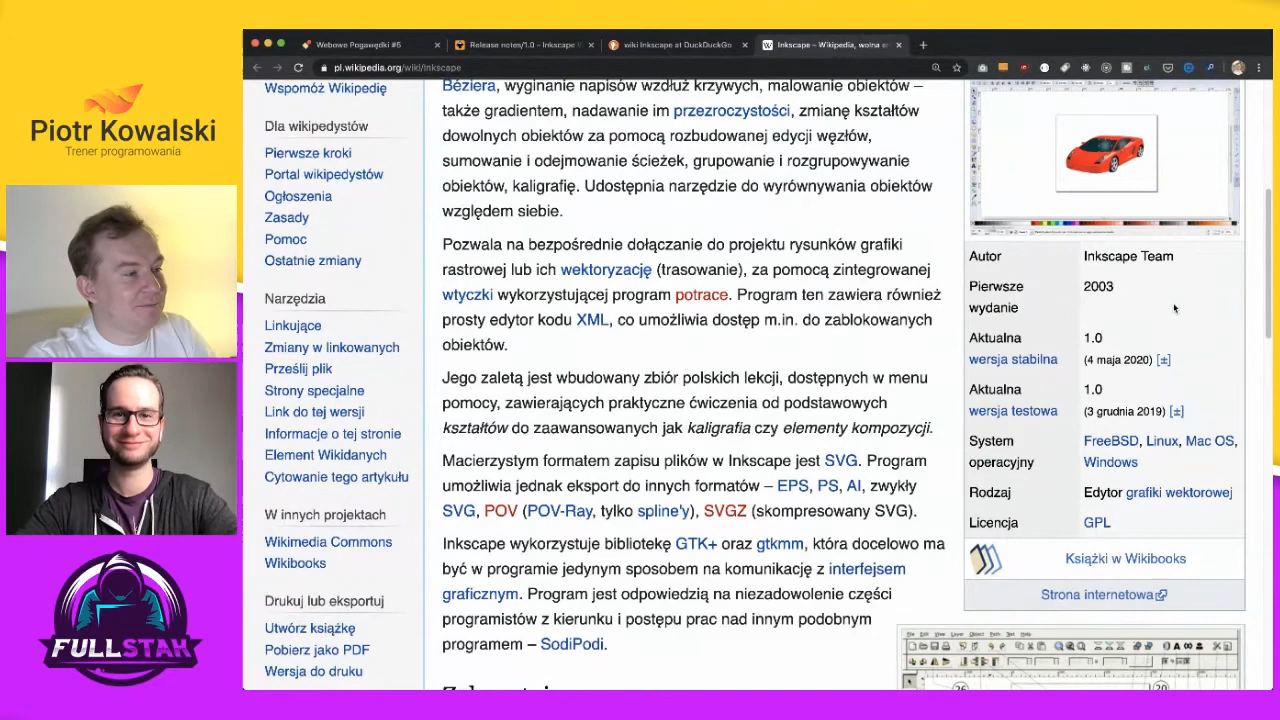 Webowe Pogawędki #5
Release notes/1.0 – Inkscape
wiki Inkscape at DuckDuckGo
Inkscape – Wikipedia, wolna
pl.wikipedia.org/wiki/Inkscape
Piotr Kowalski
Trener programowania
FULLSTAK
Wspomóż Wikipedię
Dla wikipedystów
Pierwsze kroki
Portal wikipedystów
Ogłoszenia
Zasady
Pomoc
Ostatnie zmiany
Narzędzia
Linkujące
Zmiany w linkowanych
Prześlij plik
Strony specjalne
Link do tej wersji
Informacje o tej stronie
Element Wikidanych
Cytowanie tego artykułu
W innych projektach
Wikimedia Commons
Wikibooks
Drukuj lub eksportuj
Utwórz książkę
Pobierz jako PDF
Wersja do druku
Béziera, wyginanie napisów wzdłuż krzywych, malowanie obiektów –
także gradientem, nadawanie im przezroczystości, zmianę kształtów
dowolnych obiektów za pomocą rozbudowanej edycji węzłów,
sumowanie i odejmowanie ścieżek, grupowanie i rozgrupowywanie
obiektów, kaligrafię. Udostępnia narzędzie do wyrównywania obiektów
względem siebie.
Pozwala na bezpośrednie dołączanie do projektu rysunków grafiki
rastrowej lub ich wektoryzację (trasowanie), za pomocą zintegrowanej
wtyczki wykorzystującej program potrace. Program ten zawiera również
prosty edytor kodu XML, co umożliwia dostęp m.in. do zablokowanych
obiektów.
Jego zaletą jest wbudowany zbiór polskich lekcji, dostępnych w menu
pomocy, zawierających praktyczne ćwiczenia od podstawowych
kształtów do zaawansowanych jak kaligrafia czy elementy kompozycji.
Macierzystym formatem zapisu plików w Inkscape jest SVG. Program
umożliwia jednak eksport do innych formatów – EPS, PS, AI, zwykły
SVG, POV (POV-Ray, tylko spline'y), SVGZ (skompresowany SVG).
Inkscape wykorzystuje bibliotekę GTK+ oraz gtkmm, która docelowo ma
być w programie jedynym sposobem na komunikację z interfejsem
graficznym. Program jest odpowiedzią na niezadowolenie części
programistów z kierunku i postępu prac nad innym podobnym
programem – SodiPodi.
Autor Inkscape Team
Pierwsze 2003
wydanie
Aktualna 1.0
wersja stabilna (4 maja 2020) [±]
Aktualna 1.0
wersja testowa (3 grudnia 2019) [±]
System FreeBSD, Linux, Mac OS,
operacyjny Windows
Rodzaj Edytor grafiki wektorowej
Licencja GPL
Książki w Wikibooks
Strona internetowa